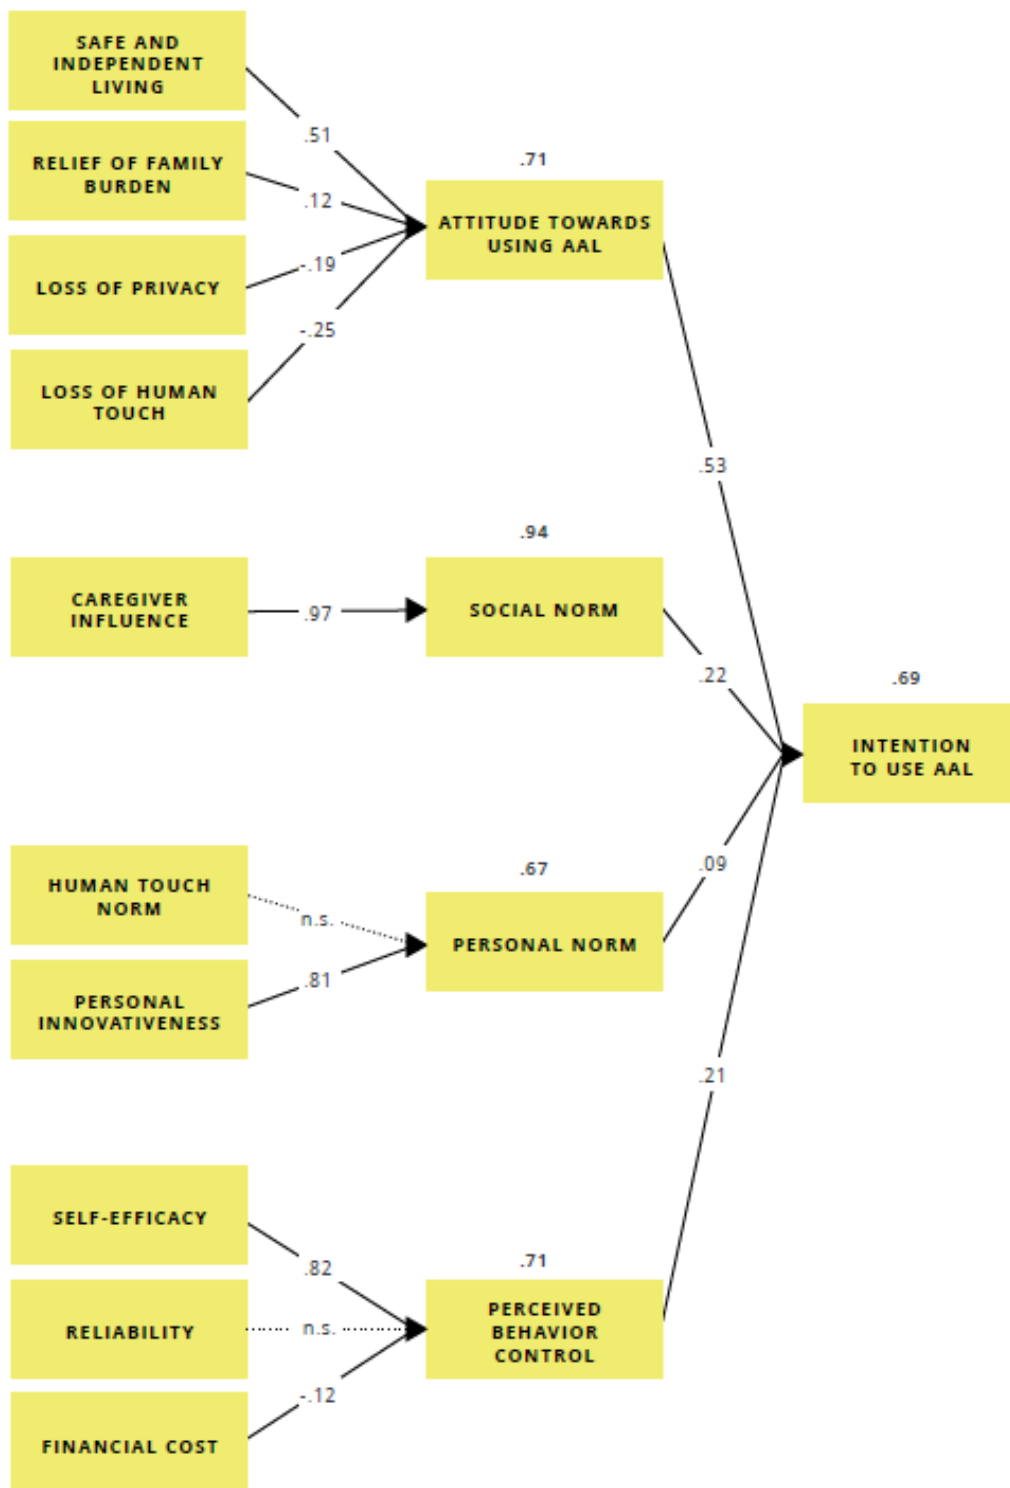 SAFE AND
INDEPENDENT
LIVING
.51
RELIEF OF FAMILY
BURDEN
.12
LOSS OF PRIVACY
-.19
LOSS OF HUMAN
TOUCH
-.25
.71
ATTITUDE TOWARDS
USING AAL
.53
CAREGIVER
INFLUENCE
.97
.94
SOCIAL NORM
.22
.69
INTENTION
TO USE AAL
HUMAN TOUCH
NORM
n.s.
PERSONAL
INNOVATIVENESS
.81
.67
PERSONAL NORM
.09
SELF-EFFICACY
.82
RELIABILITY
n.s.
FINANCIAL COST
-.12
.71
PERCEIVED
BEHAVIOR
CONTROL
.21